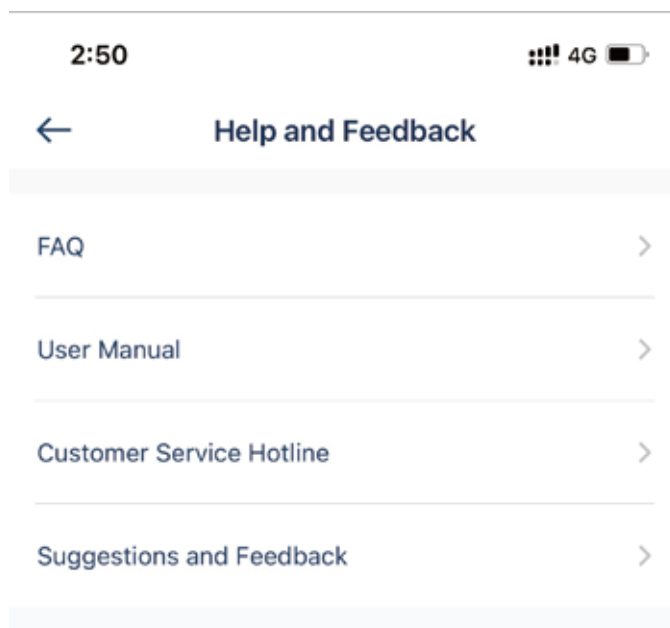 2:50 4G
Help and Feedback
FAQ
User Manual
Customer Service Hotline
Suggestions and Feedback